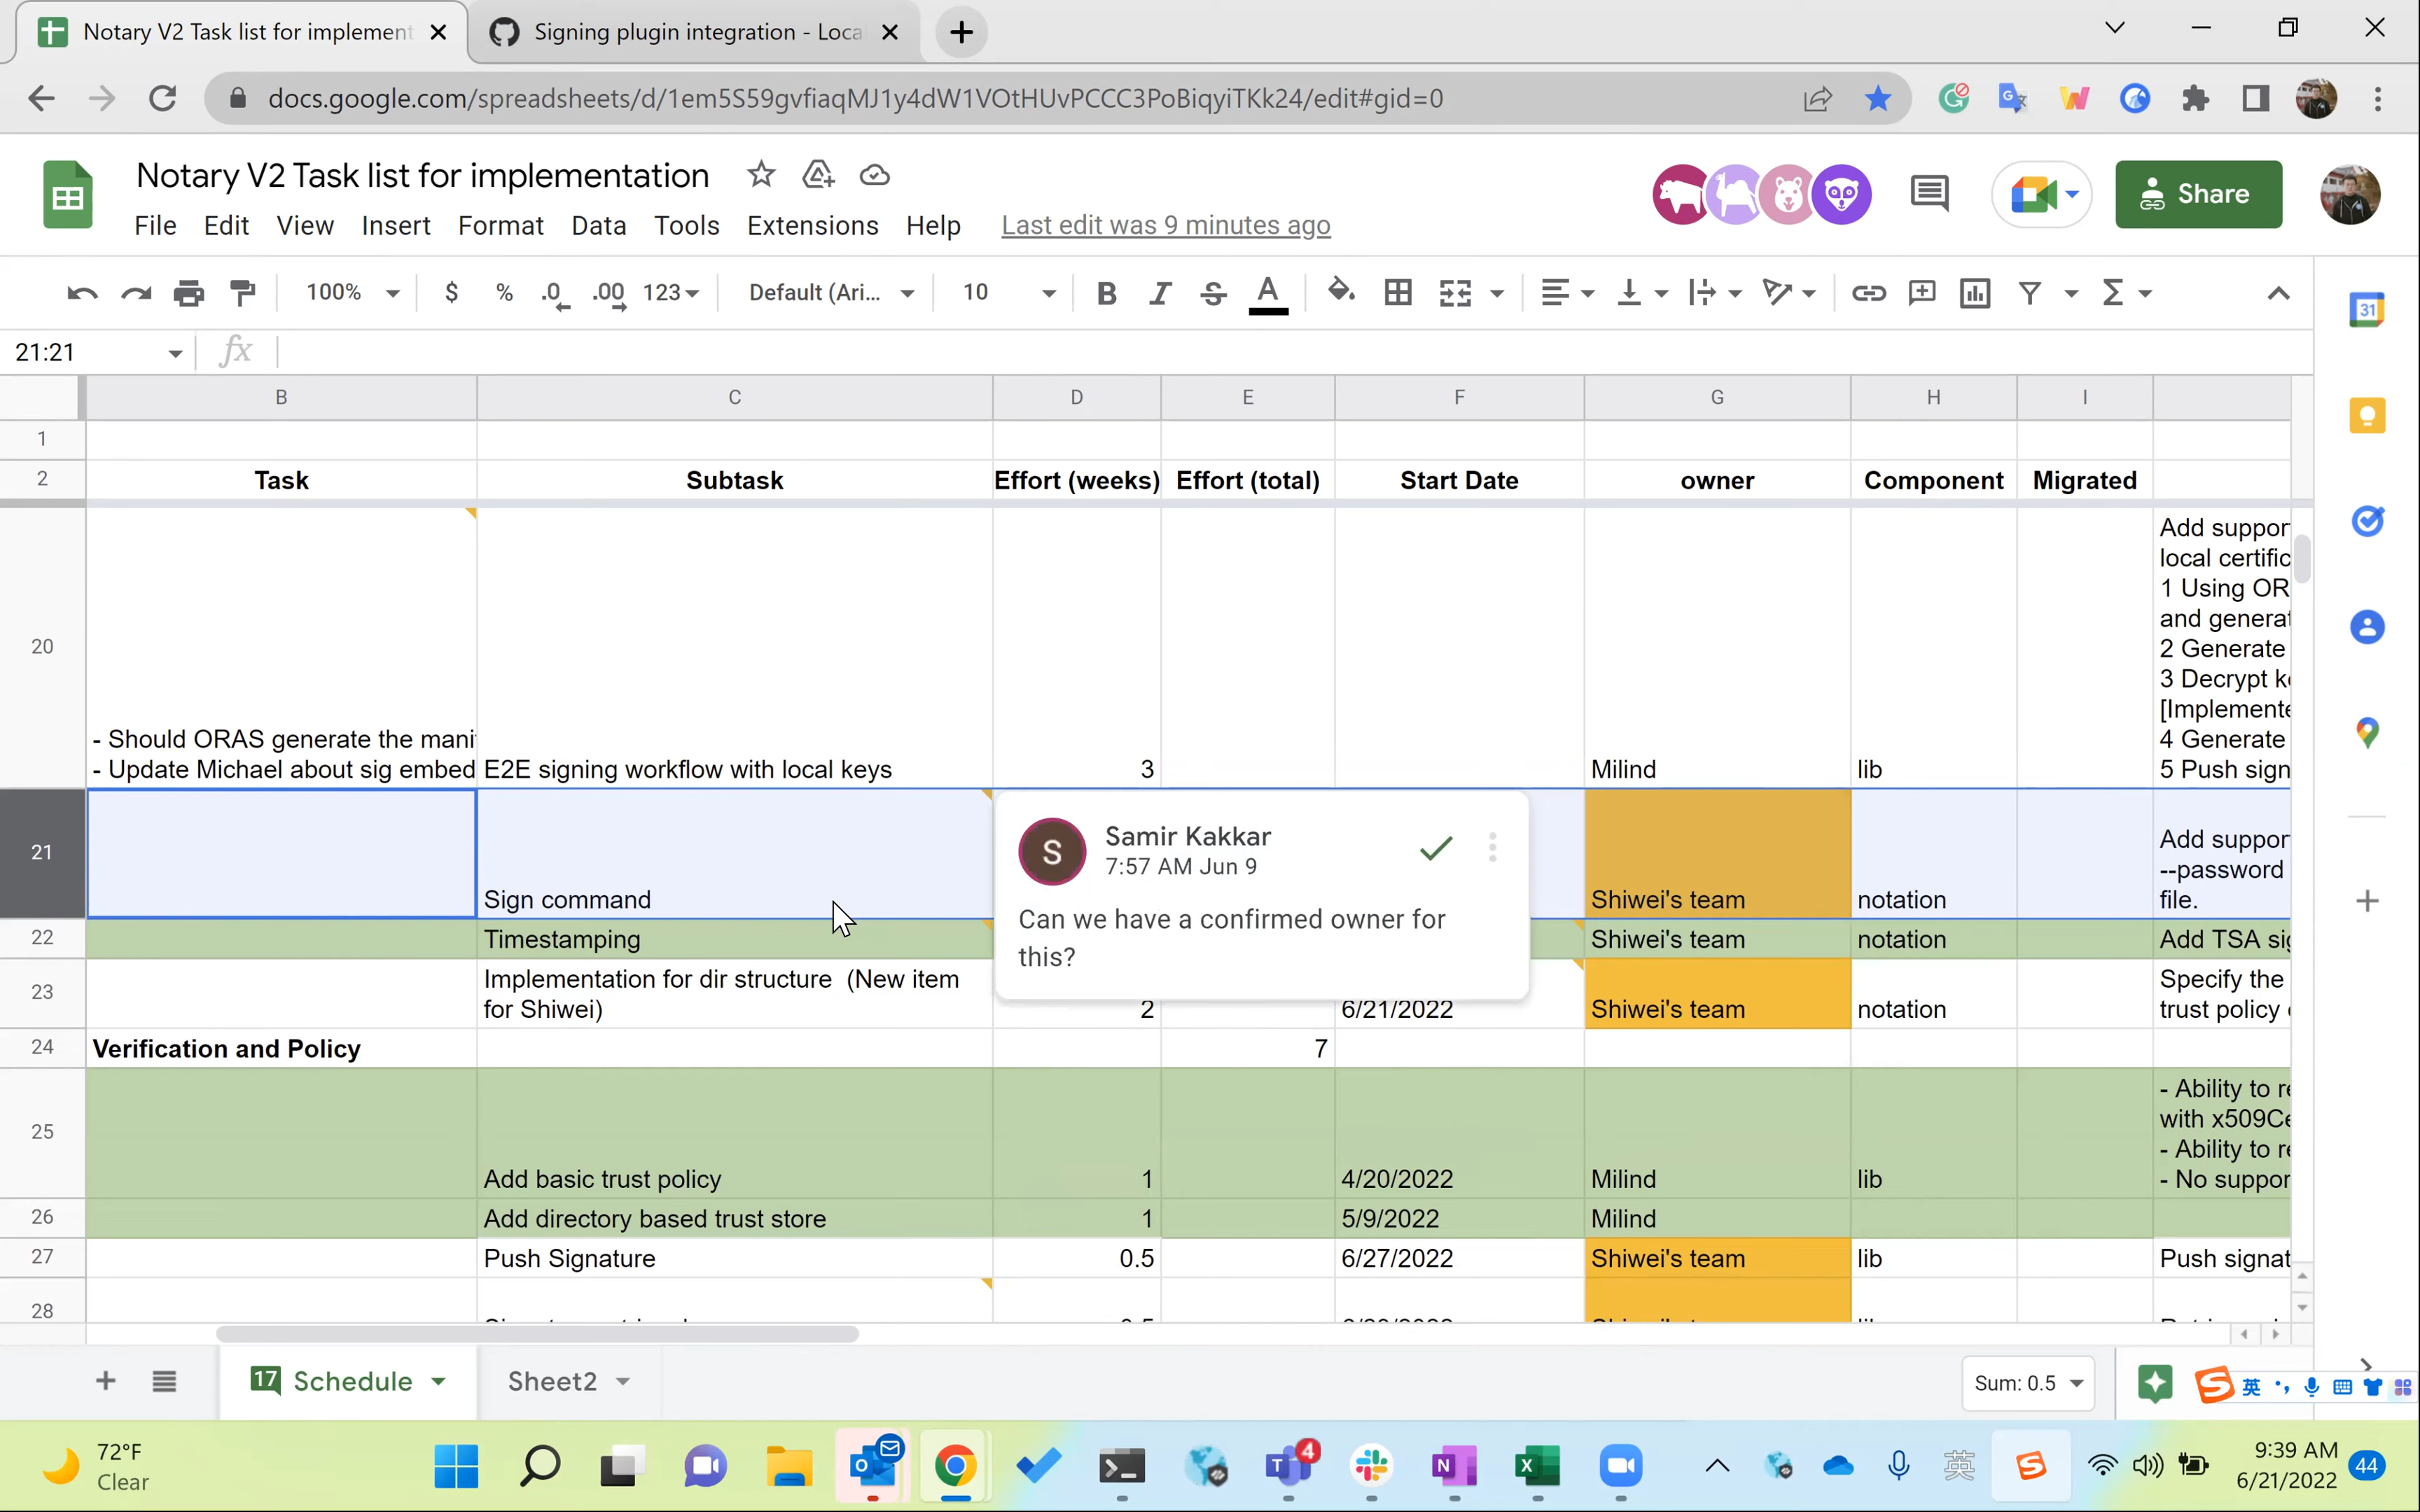 Notary V2 Task list for implement
Signing plugin integration - Loca
docs.google.com/spreadsheets/d/1em5S59gvfiaqMJ1y4dW1VOtHUvPCCC3PoBiqyiTKk24/edit#gid=0
Notary V2 Task list for implementation
File Edit View Insert Format Data Tools Extensions Help Last edit was 9 minutes ago
Share
100% $ % .0 .00 123 Default (Ari... 10 B I S A
31
21:21 fx
B C D E F G H I
1
2 Task Subtask Effort (weeks) Effort (total) Start Date owner Component Migrated
Add suppor
local certific
1 Using OR
and generat
20 2 Generate
3 Decrypt k
[Implemente
- Should ORAS generate the mani 4 Generate
- Update Michael about sig embed E2E signing workflow with local keys 3 Milind lib 5 Push sign
Samir Kakkar
7:57 AM Jun 9
S
Can we have a confirmed owner for
this?
Add suppor
21 --password
Sign command Shiwei's team notation file.
22 Timestamping Shiwei's team notation Add TSA si
23 Implementation for dir structure (New item Specify the
for Shiwei) 2 6/21/2022 Shiwei's team notation trust policy
24 Verification and Policy 7
- Ability to re
with x509Ce
25 - Ability to re
Add basic trust policy 1 4/20/2022 Milind lib - No suppor
26 Add directory based trust store 1 5/9/2022 Milind
27 Push Signature 0.5 6/27/2022 Shiwei's team lib Push signat
28
17 Schedule Sheet2 Sum: 0.5
英
72°F
Clear
4
英
9:39 AM
6/21/2022
44